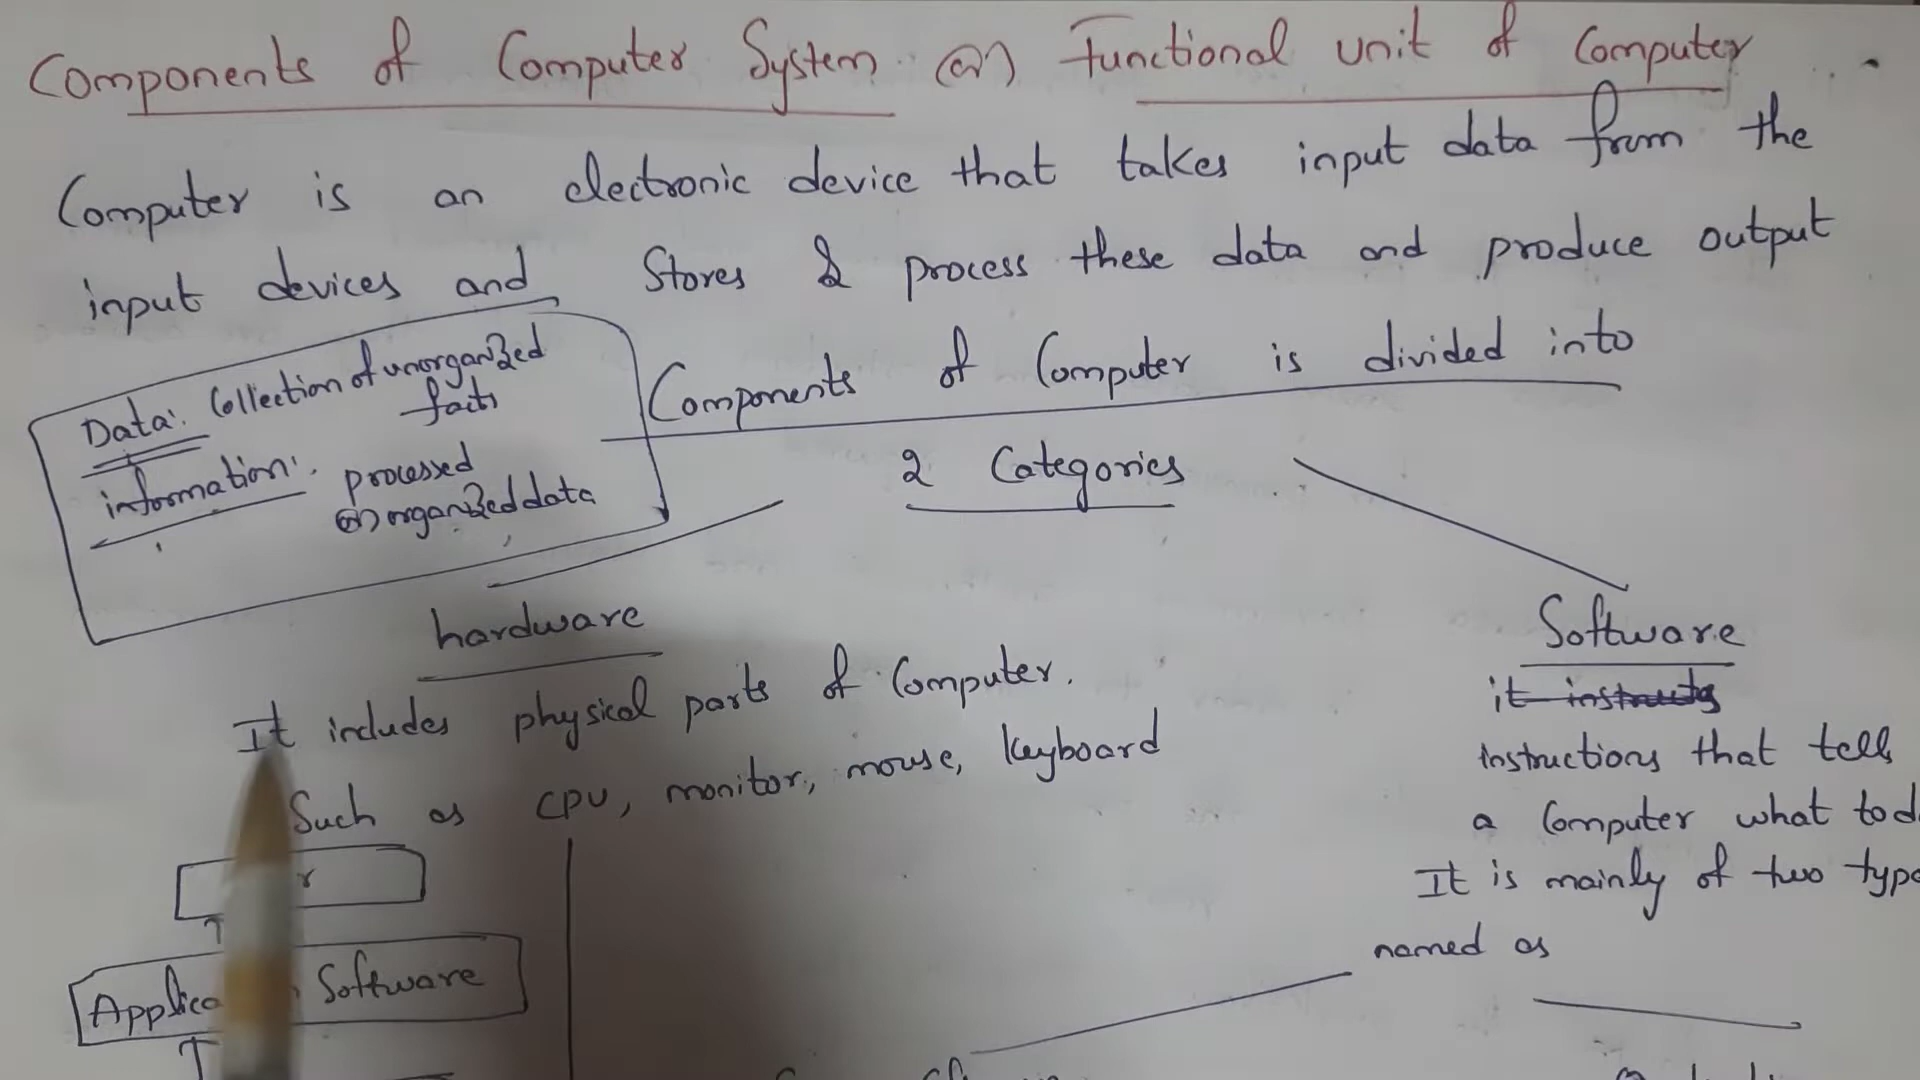 Components of Computer System (or) Functional unit of Computer
Computer is an electronic device that takes input data from the
input devices and Stores & process these data and produce output
Data: Collection of unorganized
facts
information: processed
(or) organized data
Components of Computer is divided into
2 Categories
hardware
It includes physical parts of Computer.
Such as CPU, monitor, mouse, keyboard
Software
it instructs
instructions that tell
a Computer what to d
It is mainly of two type
named as
r
Applica Software